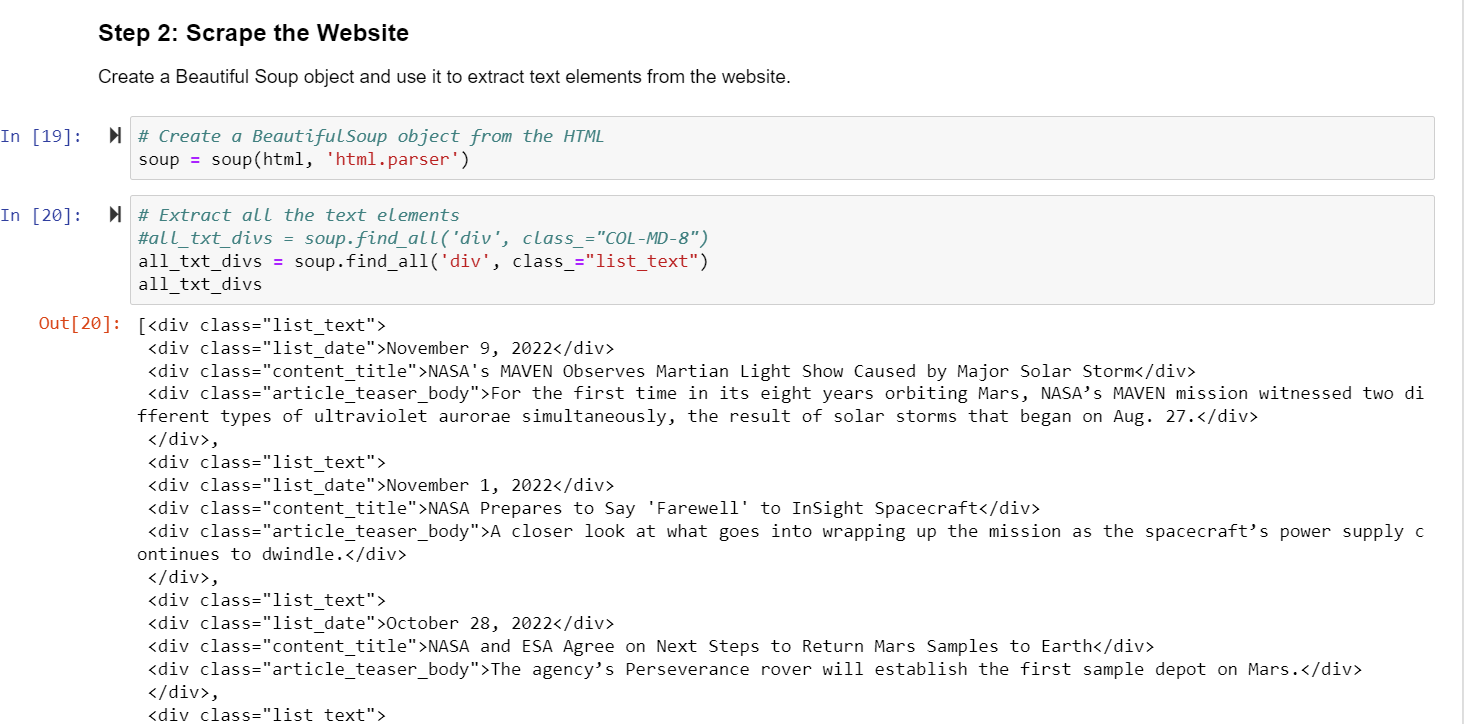 Step 2: Scrape the Website
Create a Beautiful Soup object and use it to extract text elements from the website.
In [19]:
# Create a BeautifulSoup object from the HTML
soup = soup(html, 'html.parser')
In [20]:
# Extract all the text elements
#all_txt_divs = soup.find_all('div', class_="COL-MD-8")
all_txt_divs = soup.find_all('div', class_="list_text")
all_txt_divs
Out[20]:
[<div class="list_text">
<div class="list_date">November 9, 2022</div>
<div class="content_title">NASA's MAVEN Observes Martian Light Show Caused by Major Solar Storm</div>
<div class="article_teaser_body">For the first time in its eight years orbiting Mars, NASA’s MAVEN mission witnessed two di
fferent types of ultraviolet aurorae simultaneously, the result of solar storms that began on Aug. 27.</div>
</div>,
<div class="list_text">
<div class="list_date">November 1, 2022</div>
<div class="content_title">NASA Prepares to Say 'Farewell' to InSight Spacecraft</div>
<div class="article_teaser_body">A closer look at what goes into wrapping up the mission as the spacecraft’s power supply c
ontinues to dwindle.</div>
</div>,
<div class="list_text">
<div class="list_date">October 28, 2022</div>
<div class="content_title">NASA and ESA Agree on Next Steps to Return Mars Samples to Earth</div>
<div class="article_teaser_body">The agency’s Perseverance rover will establish the first sample depot on Mars.</div>
</div>,
<div class="list_text">